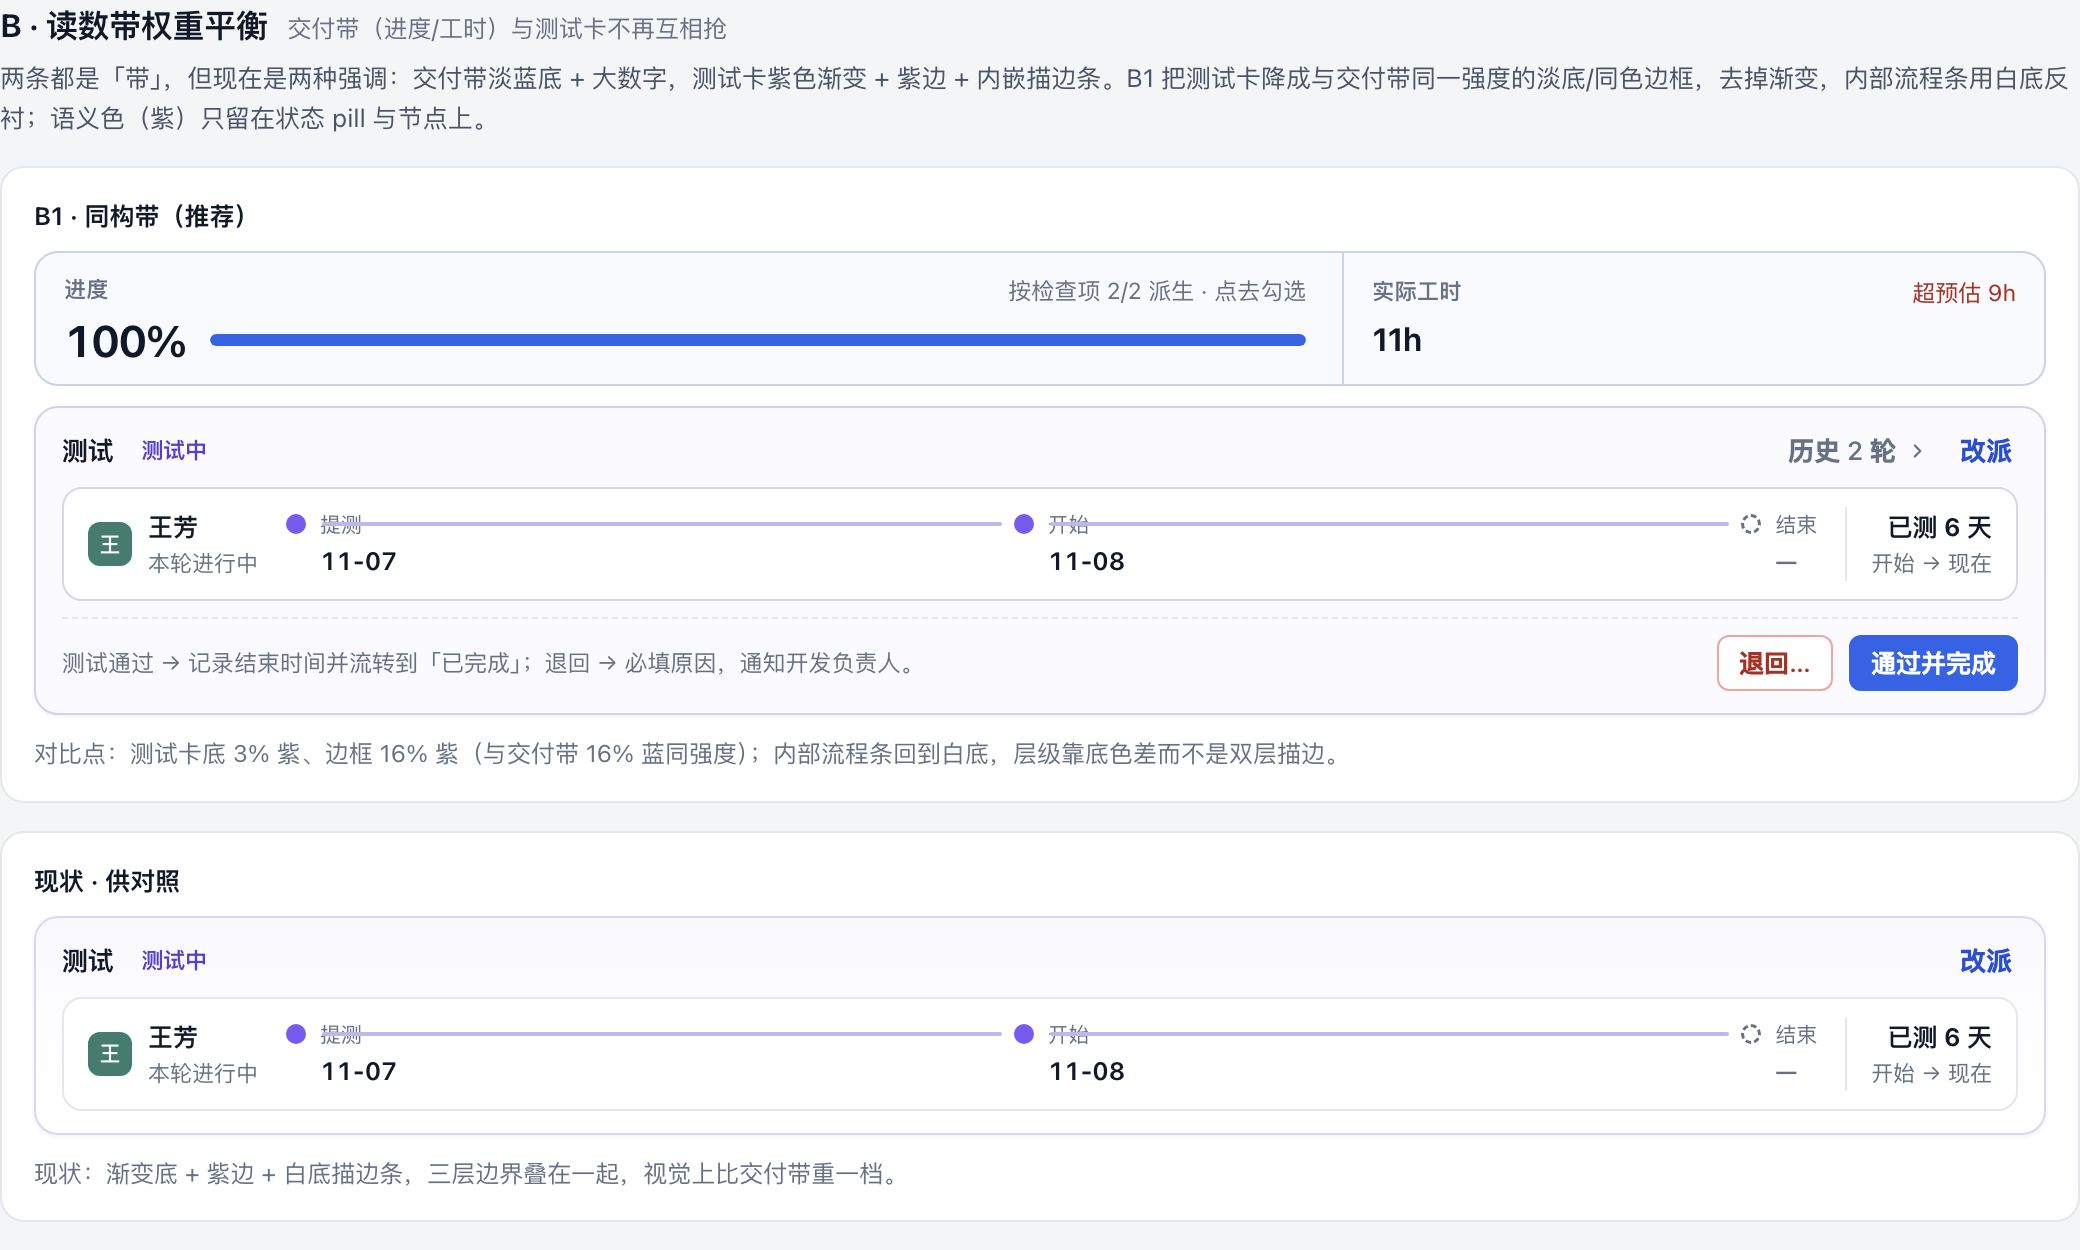 B · 读数带权重平衡 交付带（进度/工时）与测试卡不再互相抢
两条都是「带」，但现在是两种强调：交付带淡蓝底 + 大数字，测试卡紫色渐变 + 紫边 + 内嵌描边条。B1 把测试卡降成与交付带同一强度的淡底/同色边框，去掉渐变，内部流程条用白底反
衬；语义色（紫）只留在状态 pill 与节点上。
B1 · 同构带（推荐）
进度 按检查项 2/2 派生 · 点去勾选 实际工时 超预估 9h
100% 11h
测试 测试中 历史 2 轮 › 改派
王 王芳 提测 开始 结束 已测 6 天
本轮进行中 11-07 11-08 — 开始 → 现在
测试通过 → 记录结束时间并流转到「已完成」；退回 → 必填原因，通知开发负责人。 退回... 通过并完成
对比点：测试卡底 3% 紫、边框 16% 紫（与交付带 16% 蓝同强度）；内部流程条回到白底，层级靠底色差而不是双层描边。
现状 · 供对照
测试 测试中 改派
王 王芳 提测 开始 结束 已测 6 天
本轮进行中 11-07 11-08 — 开始 → 现在
现状：渐变底 + 紫边 + 白底描边条，三层边界叠在一起，视觉上比交付带重一档。